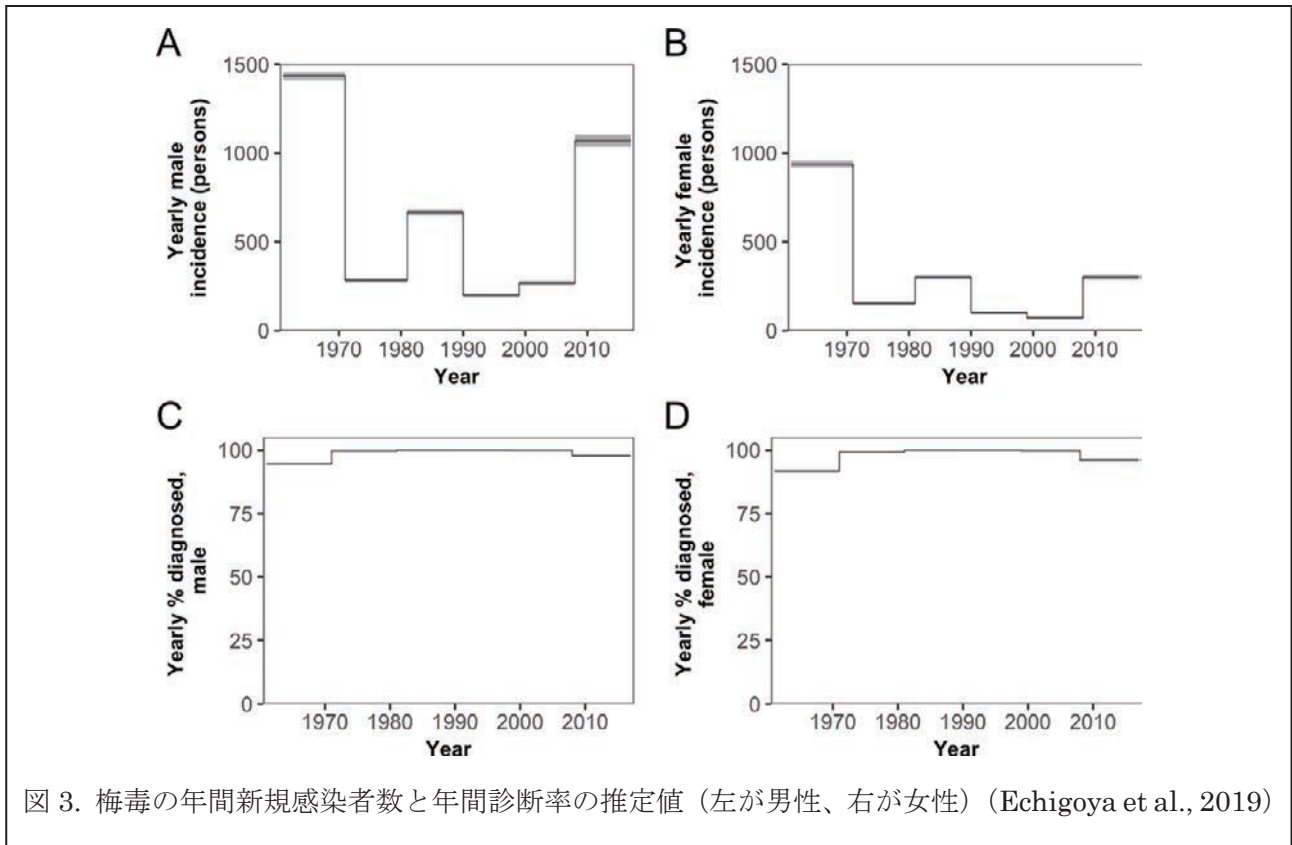 A
Yearly male
incidence (persons)
1500
1000
500
0
1970 1980 1990 2000 2010
Year
B
Yearly female
incidence (persons)
1500
1000
500
0
1970 1980 1990 2000 2010
Year
C
Yearly % diagnosed,
male
100
75
50
25
0
1970 1980 1990 2000 2010
Year
D
Yearly % diagnosed,
female
100
75
50
25
0
1970 1980 1990 2000 2010
Year
図 3. 梅毒の年間新規感染者数と年間診断率の推定値（左が男性、右が女性）（Echigoya et al., 2019）